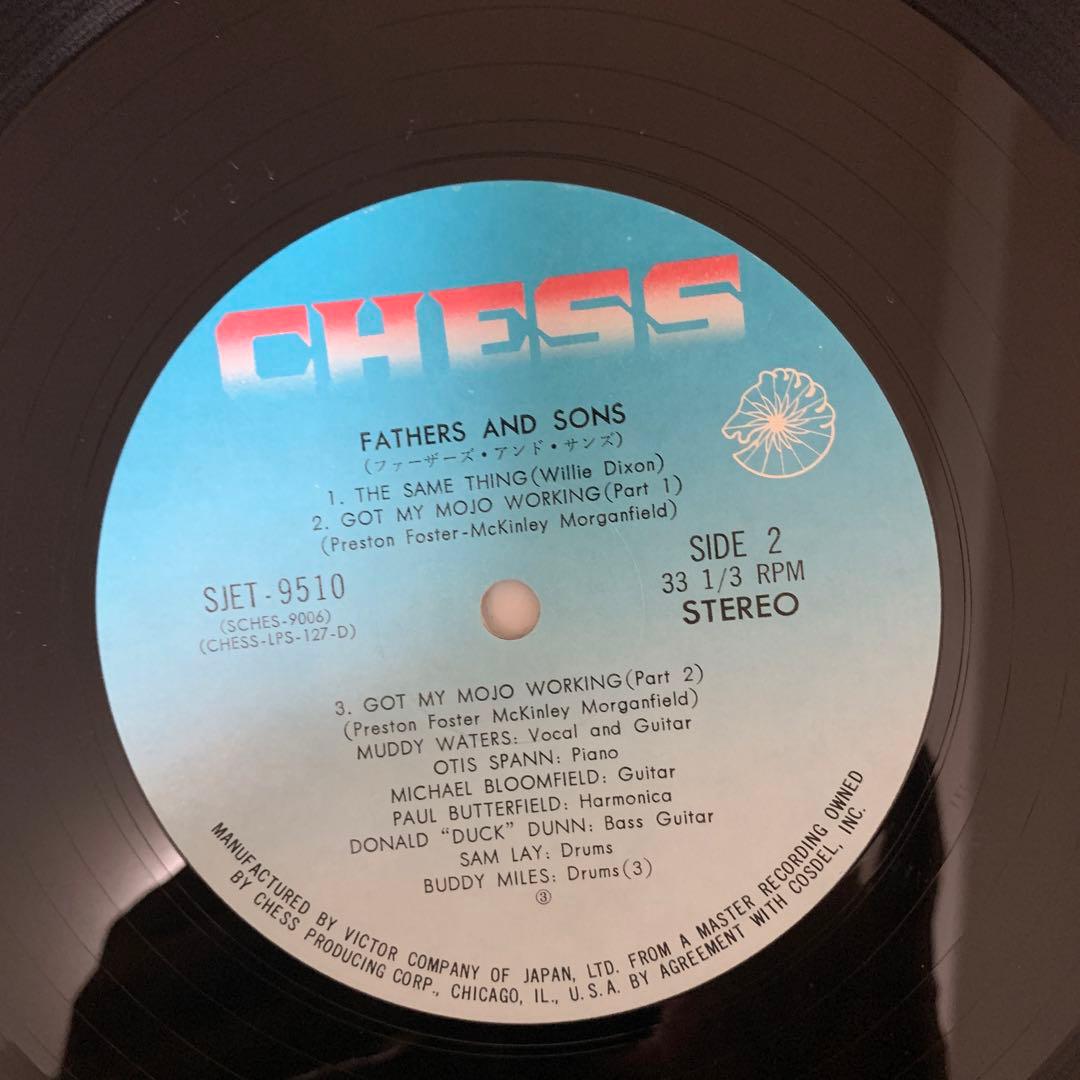 CHESS
FATHERS AND SONS
(ファーザーズ・アンド・サンズ)
1. THE SAME THING(Willie Dixon)
2. GOT MY MOJO WORKING(Part 1)
(Preston Foster-McKinley Morganfield)
SJET-9510
(SCHES-9006)
(CHESS-LPS-127-D)
SIDE 2
33 1/3 RPM
STEREO
3. GOT MY MOJO WORKING(Part 2)
(Preston Foster McKinley Morganfield)
MUDDY WATERS: Vocal and Guitar
OTIS SPANN: Piano
MICHAEL BLOOMFIELD: Guitar
PAUL BUTTERFIELD: Harmonica
DONALD "DUCK" DUNN: Bass Guitar
SAM LAY: Drums
BUDDY MILES: Drums(3)
③
MANUFACTURED BY VICTOR COMPANY OF JAPAN, LTD. FROM A MASTER RECORDING OWNED
BY CHESS PRODUCING CORP., CHICAGO, IL., U.S.A. BY AGREEMENT WITH COSDEL, INC.